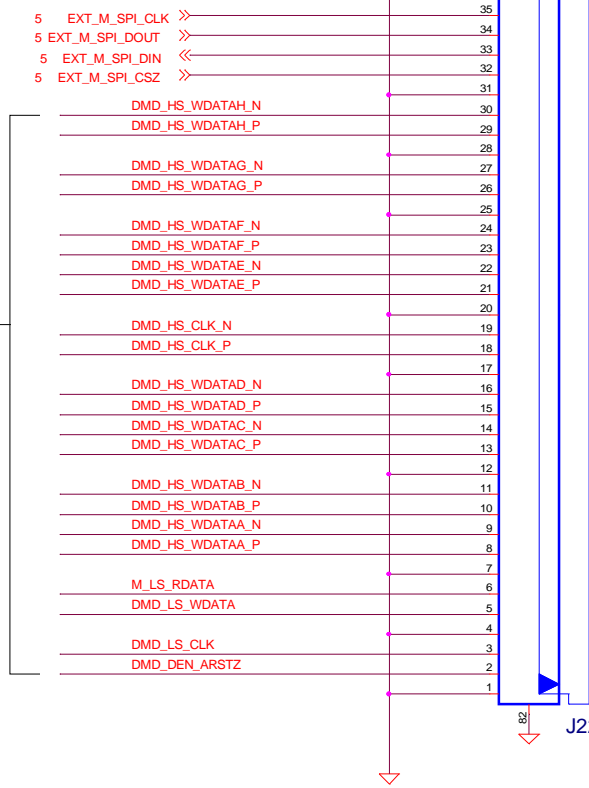 35
5 EXT_M_SPI_CLK
34
5 EXT_M_SPI_DOUT
33
5 EXT_M_SPI_DIN
32
5 EXT_M_SPI_CSZ
31
DMD_HS_WDATAH_N 30
DMD_HS_WDATAH_P 29
28
DMD_HS_WDATAG_N 27
DMD_HS_WDATAG_P 26
25
DMD_HS_WDATAF_N 24
DMD_HS_WDATAF_P 23
DMD_HS_WDATAE_N 22
DMD_HS_WDATAE_P 21
20
DMD_HS_CLK_N 19
DMD_HS_CLK_P 18
17
DMD_HS_WDATAD_N 16
DMD_HS_WDATAD_P 15
DMD_HS_WDATAC_N 14
DMD_HS_WDATAC_P 13
12
DMD_HS_WDATAB_N 11
DMD_HS_WDATAB_P 10
DMD_HS_WDATAA_N 9
DMD_HS_WDATAA_P 8
7
M_LS_RDATA 6
DMD_LS_WDATA 5
4
DMD_LS_CLK 3
DMD_DEN_ARSTZ 2
1
82